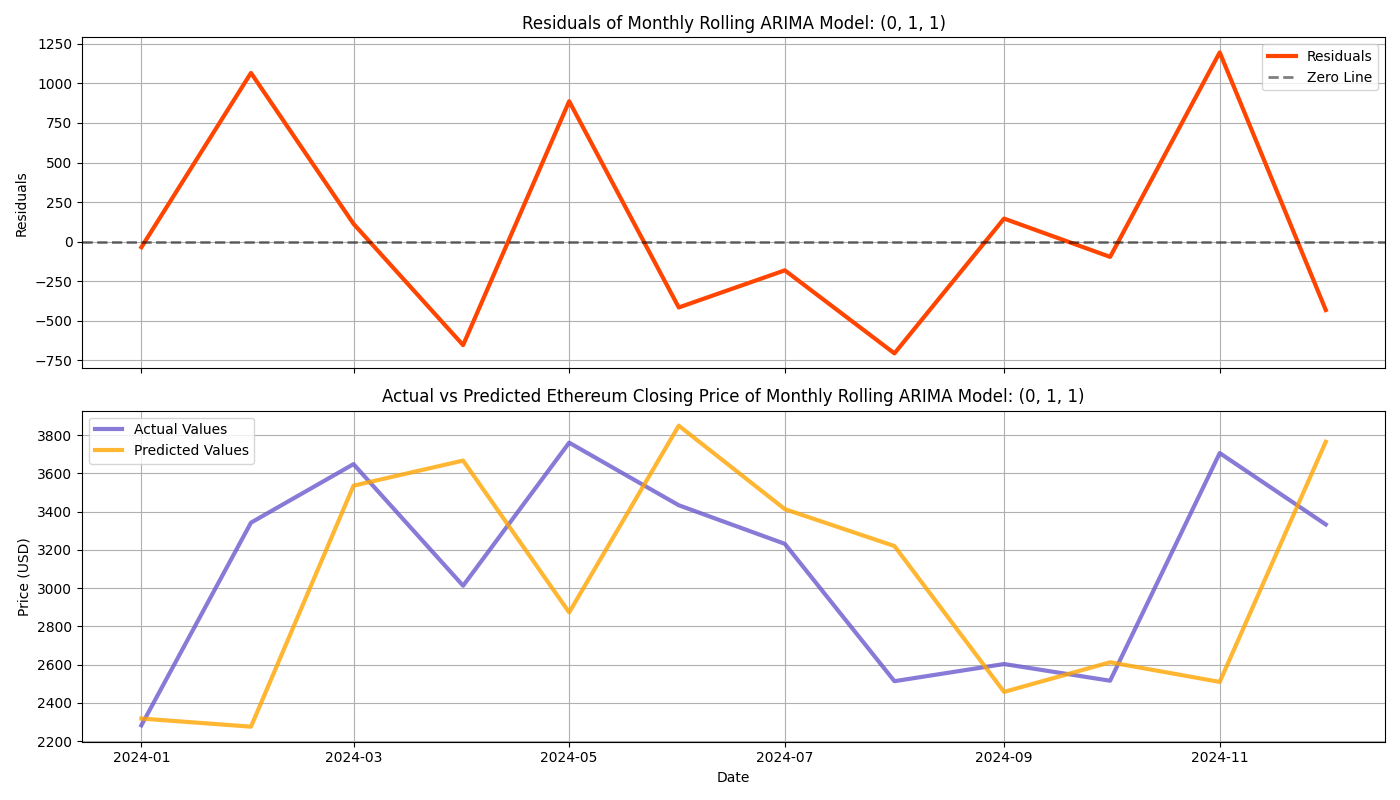 Residuals of Monthly Rolling ARIMA Model: (0, 1, 1)
1250
1000
750
500
250
0
−250
−500
−750
Residuals
Residuals
Zero Line
Actual vs Predicted Ethereum Closing Price of Monthly Rolling ARIMA Model: (0, 1, 1)
Actual Values
Predicted Values
3800
3600
3400
3200
3000
2800
2600
2400
2200
Price (USD)
2024-01 2024-03 2024-05 2024-07 2024-09 2024-11
Date